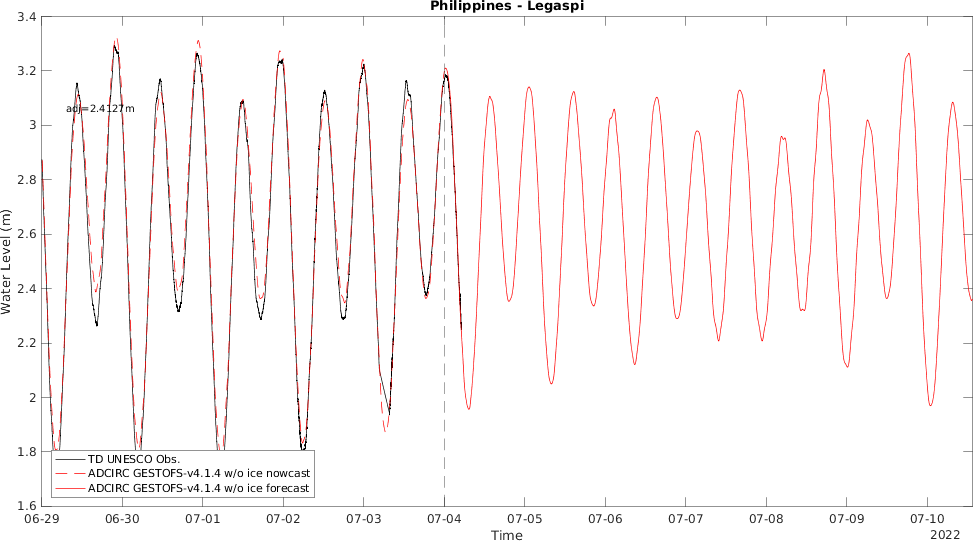 Philippines - Legaspi
Water Level (m)
3.4
3.2
3
2.8
2.6
2.4
2.2
2
1.8
1.6
adj=2.4127m
TD UNESCO Obs.
ADCIRC GESTOFS-v4.1.4 w/o ice nowcast
ADCIRC GESTOFS-v4.1.4 w/o ice forecast
06-29 06-30 07-01 07-02 07-03 07-04 07-05 07-06 07-07 07-08 07-09 07-10
Time
2022